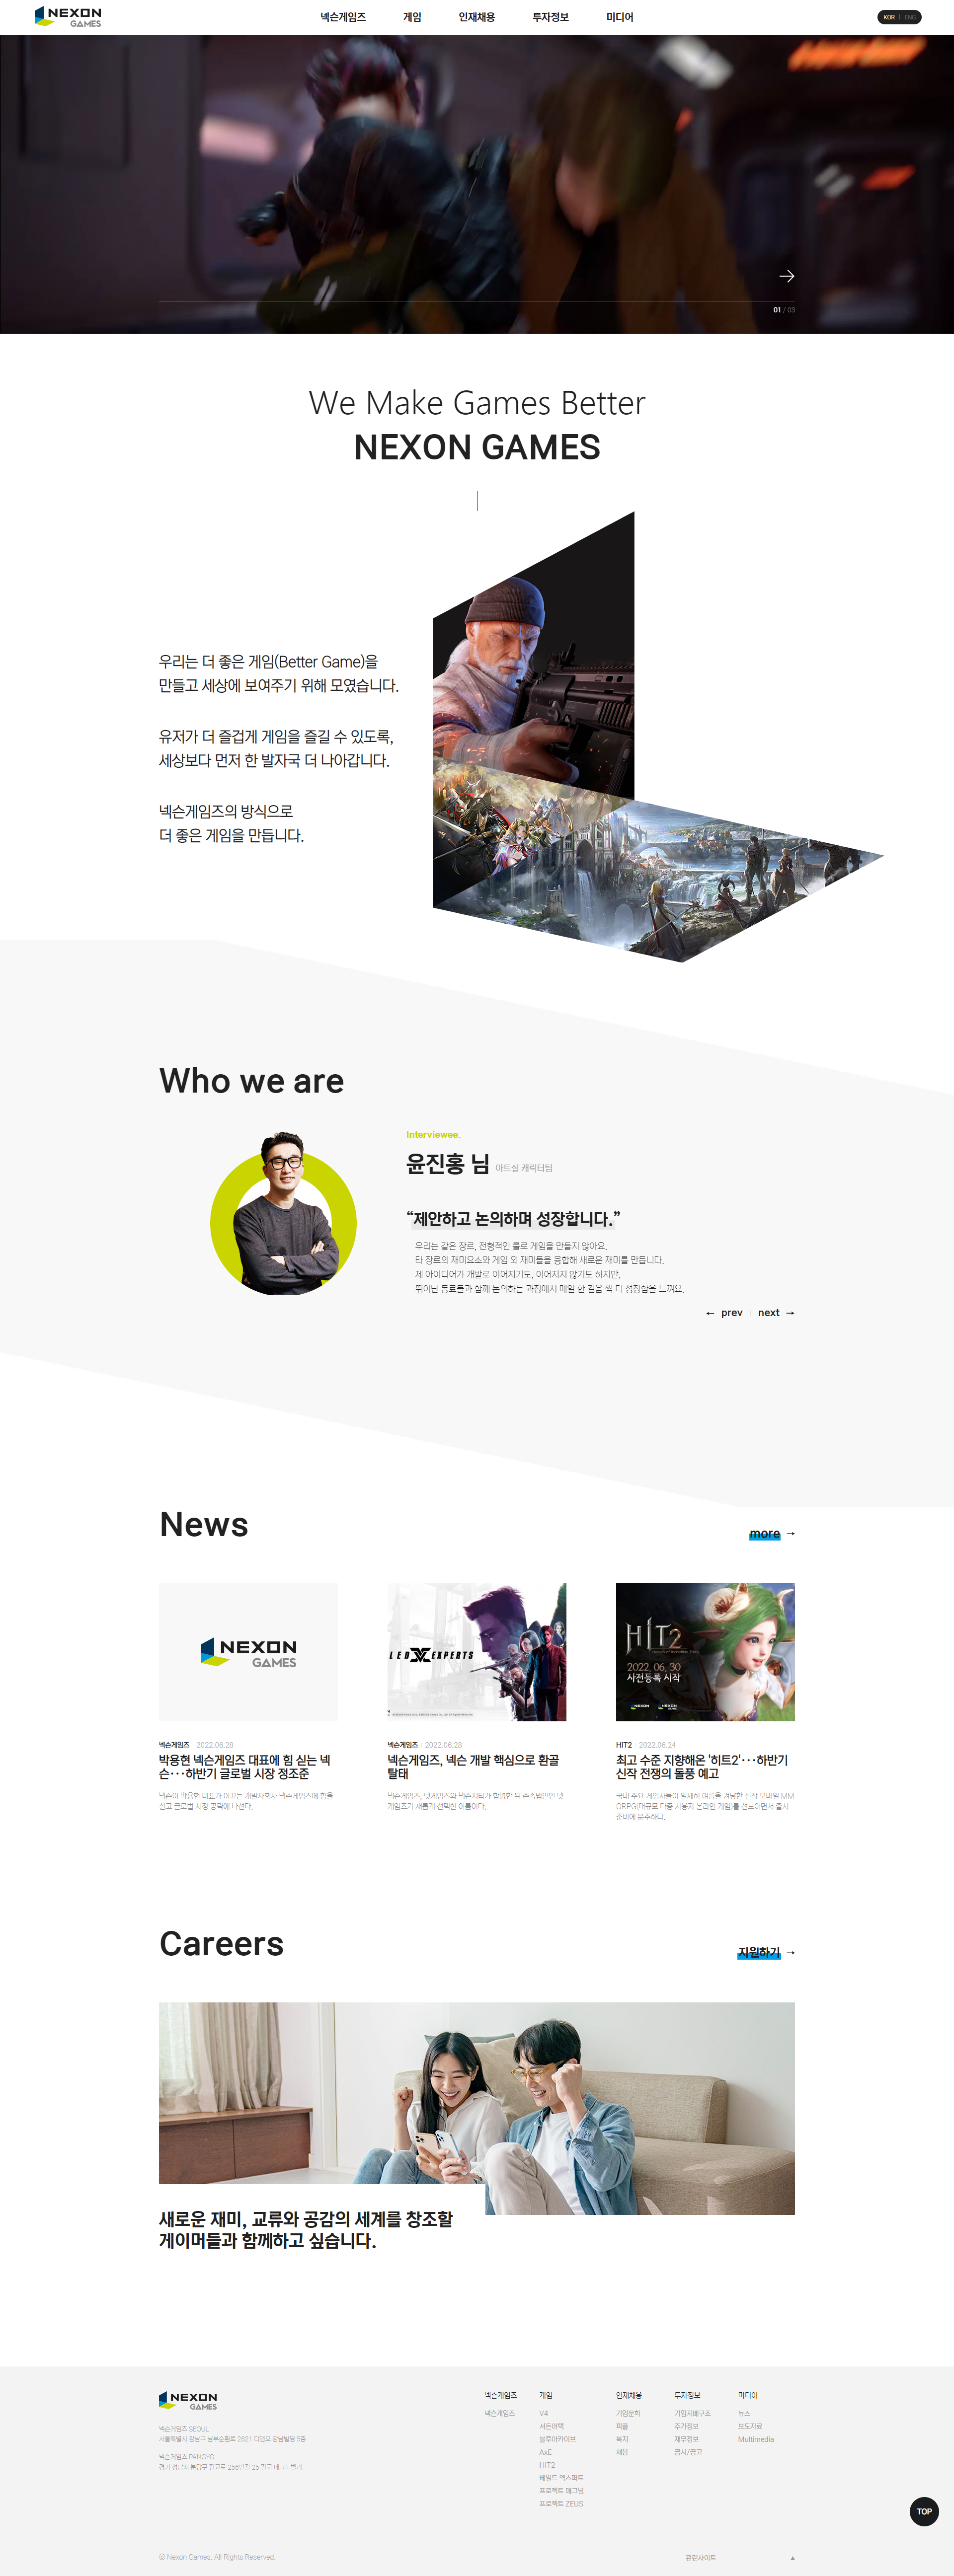 NEXON GAMES
넥슨게임즈 게임 인재채용 투자정보 미디어
KOR | ENG
01 / 03
We Make Games Better
NEXON GAMES
우리는 더 좋은 게임(Better Game)을
만들고 세상에 보여주기 위해 모였습니다.
유저가 더 즐겁게 게임을 즐길 수 있도록,
세상보다 먼저 한 발자국 더 나아갑니다.
넥슨게임즈의 방식으로
더 좋은 게임을 만듭니다.
Who we are
Interviewee.
윤진홍 님 아트실 캐릭터팀
“제안하고 논의하며 성장합니다.”
우리는 같은 장르, 전형적인 룰로 게임을 만들지 않아요.
타 장르의 재미요소와 게임 외 재미들을 융합해 새로운 재미를 만듭니다.
제 아이디어가 개발로 이어지기도, 이어지지 않기도 하지만,
뛰어난 동료들과 함께 논의하는 과정에서 매일 한 걸음 씩 더 성장함을 느껴요.
← prev next →
News
more →
NEXON GAMES
넥슨게임즈 2022.06.28
박용현 넥슨게임즈 대표에 힘 싣는 넥
슨···하반기 글로벌 시장 정조준
넥슨이 박용현 대표가 이끄는 개발자회사 넥슨게임즈에 힘을
싣고 글로벌 시장 공략에 나선다.
VEILED EXPERTS
넥슨게임즈 2022.06.28
넥슨게임즈, 넥슨 개발 핵심으로 환골
탈태
넥슨게임즈, 넷게임즈와 넥슨지티가 합병한 뒤 존속법인인 넷
게임즈가 새롭게 선택한 이름이다.
HIT2
2022. 06. 30
사전등록 시작
NEXON NEXON
HIT2 2022.06.24
최고 수준 지향해온 '히트2'···하반기
신작 전쟁의 돌풍 예고
국내 주요 게임사들이 일제히 여름을 겨냥한 신작 모바일 MM
ORPG(대규모 다중 사용자 온라인 게임)를 선보이면서 출시
준비에 분주하다.
Careers
지원하기 →
새로운 재미, 교류와 공감의 세계를 창조할
게이머들과 함께하고 싶습니다.
NEXON GAMES
넥슨게임즈 SEOUL
서울특별시 강남구 남부순환로 2621 다면오 강남빌딩 5층
넥슨게임즈 PANGYO
경기 성남시 분당구 판교로 256번길 25 판교 테크노밸리
넥슨게임즈
넥슨게임즈
게임
V4
서든어택
블루아카이브
AxE
HIT2
베일드 엑스퍼트
프로젝트 매그넘
프로젝트 ZEUS
인재채용
기업문화
피플
복지
채용
투자정보
기업지배구조
주가정보
재무정보
공시/공고
미디어
뉴스
보도자료
Multimedia
TOP
ⓒ Nexon Games. All Rights Reserved.
관련사이트 ▲